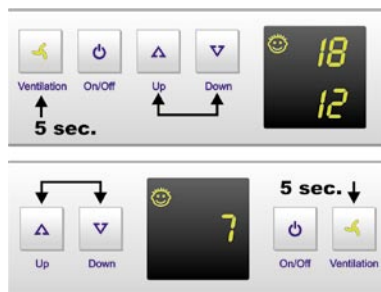 18
Ventilation On/Off Up Down
12
5 sec.
5 sec.
7
Up Down
On/Off Ventilation